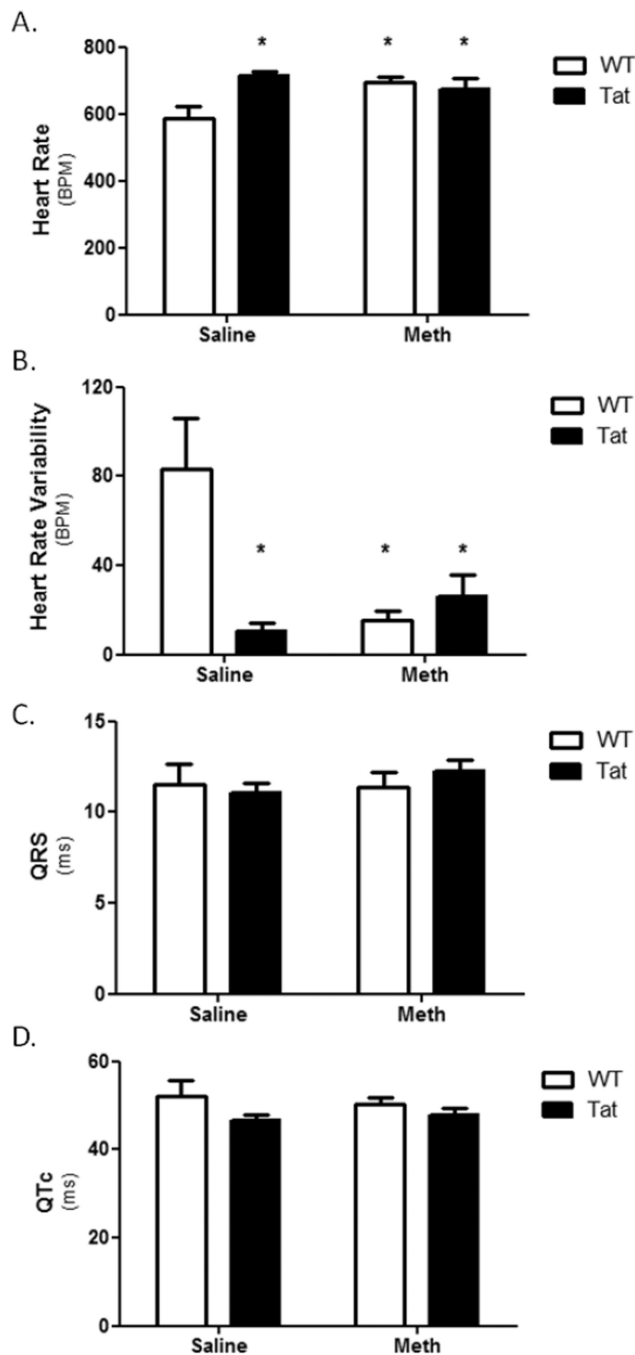 A.
800
600
400
200
0
Heart Rate
(BPM)
*
* *
Saline Meth
WT
Tat
B.
120
80
40
0
Heart Rate Variability
(BPM)
*
* *
Saline Meth
WT
Tat
C.
15
10
5
0
QRS
(ms)
Saline Meth
WT
Tat
D.
60
40
20
0
QTc
(ms)
Saline Meth
WT
Tat